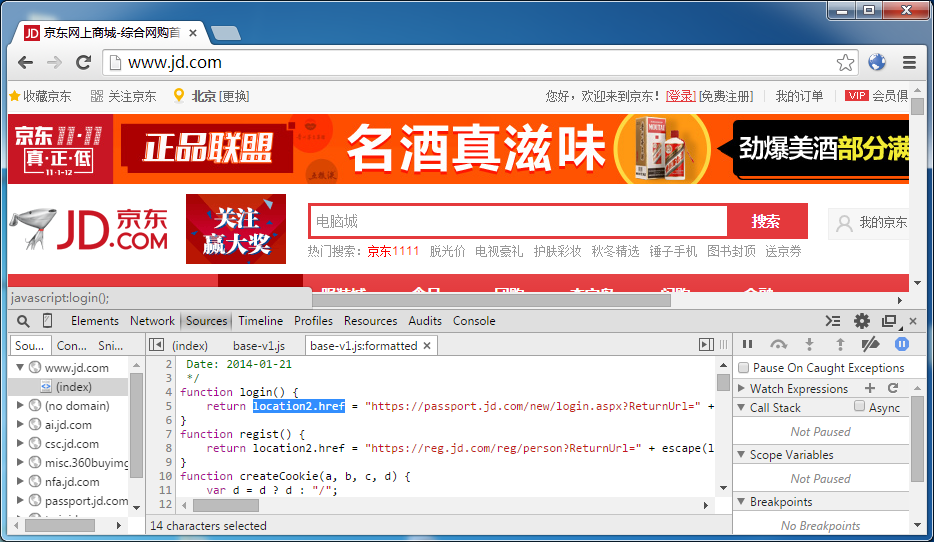 京东网上商城-综合网购首
www.jd.com
收藏京东 关注京东 北京 [更换] 您好，欢迎来到京东！ [登录] [免费注册] 我的订单 VIP 会员俱
京东 11·11 真·正·低 11·1-12
正品联盟 名酒真滋味 MOUTAI 劲爆美酒部分满
JD 京东 JD.COM 关注 赢大奖 电脑城 搜索 我的京东
热门搜索： 京东1111 脱光价 电视豪礼 护肤彩妆 秋冬精选 锤子手机 图书封顶 送京券
javascript:login();
Elements Network Sources Timeline Profiles Resources Audits Console
Sou... Con... Sni... (index) base-v1.js base-v1.js:formatted
www.jd.com
(index)
(no domain)
ai.jd.com
csc.jd.com
misc.360buyimg
nfa.jd.com
passport.jd.com
2 Date: 2014-01-21
3 */
4 function login() {
5 return location2.href = "https://passport.jd.com/new/login.aspx?ReturnUrl=" +
6 }
7 function regist() {
8 return location2.href = "https://reg.jd.com/reg/person?ReturnUrl=" + escape(l
9 }
10 function createCookie(a, b, c, d) {
11 var d = d ? d : "/";
12
14 characters selected
Pause On Caught Exceptions
Watch Expressions
Call Stack Async
Not Paused
Scope Variables
Not Paused
Breakpoints
No Breakpoints